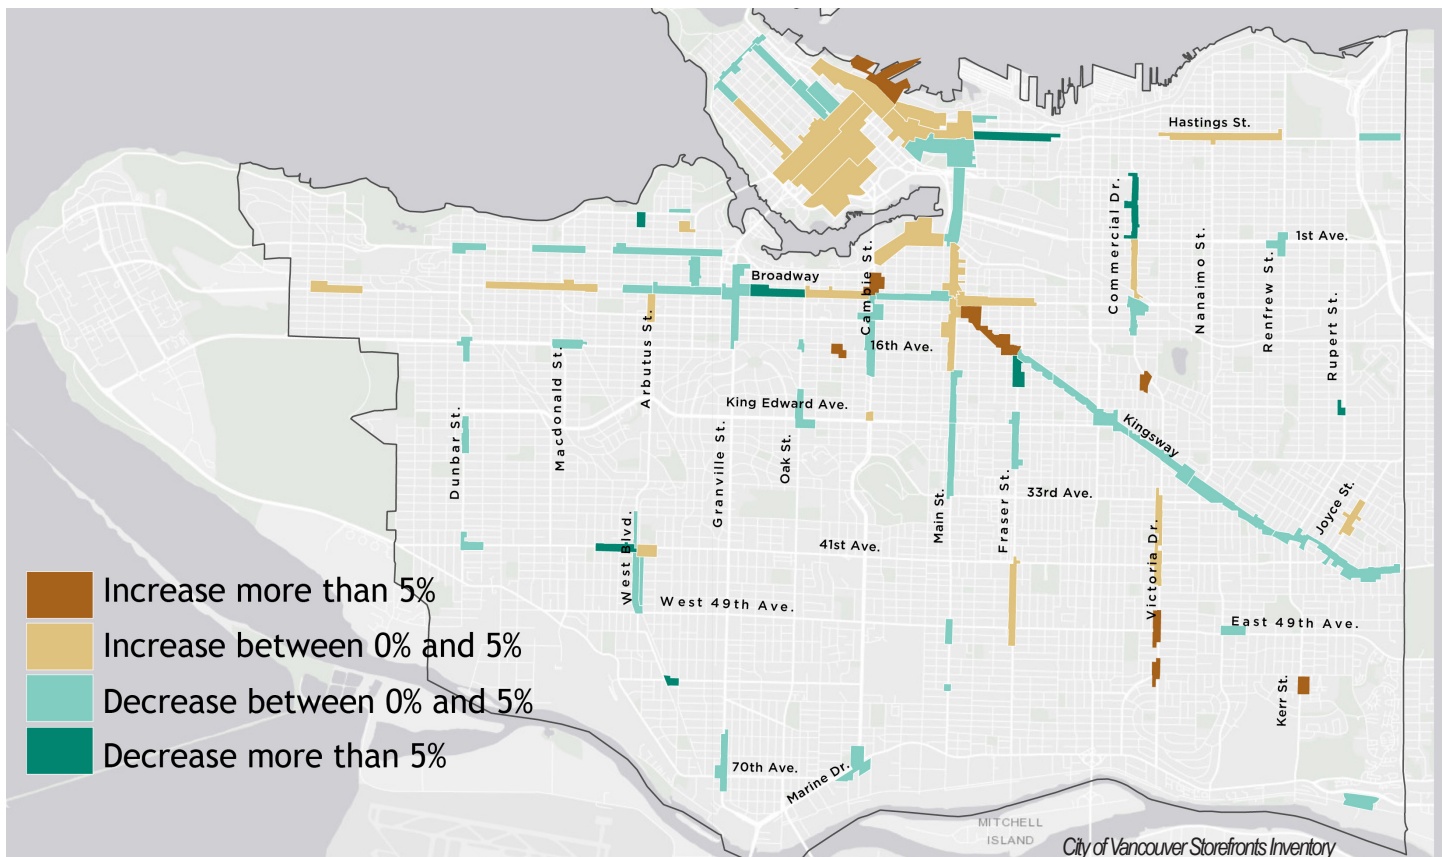 Hastings St.
Commercial Dr.
Nanaimo St.
1st Ave.
Renfrew St.
Rupert St.
Broadway
Cambie St.
Arbutus St.
16th Ave.
Macdonald St.
King Edward Ave.
Dunbar St.
Granville St.
Oak St.
Kingsway
Main St.
Fraser St.
33rd Ave.
Joyce St.
West Blvd.
41st Ave.
Victoria Dr.
West 49th Ave.
East 49th Ave.
Kerr St.
70th Ave.
Marine Dr.
Increase more than 5%
Increase between 0% and 5%
Decrease between 0% and 5%
Decrease more than 5%
MITCHELL
ISLAND
City of Vancouver Storefronts Inventory